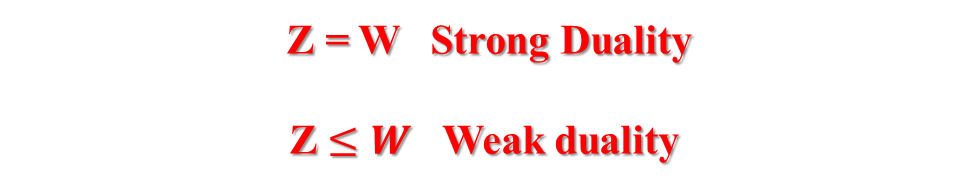 Z = W Strong Duality
Z ≤ W Weak duality